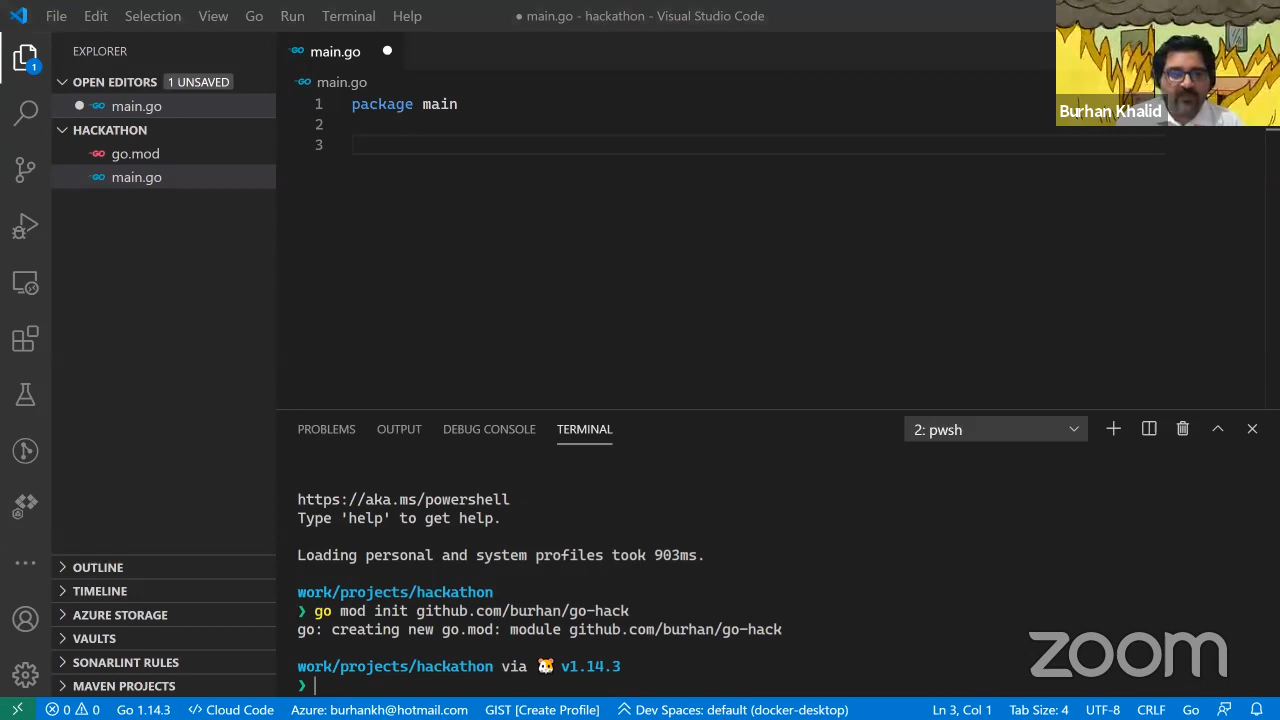 File Edit Selection View Go Run Terminal Help
● main.go - hackathon - Visual Studio Code
Burhan Khalid
EXPLORER
OPEN EDITORS 1 UNSAVED
main.go
HACKATHON
go.mod
main.go
OUTLINE
TIMELINE
AZURE STORAGE
VAULTS
SONARLINT RULES
MAVEN PROJECTS
1
main.go
main.go
1 package main
2
3
PROBLEMS OUTPUT DEBUG CONSOLE TERMINAL
2: pwsh
https://aka.ms/powershell
Type 'help' to get help.
Loading personal and system profiles took 903ms.
work/projects/hackathon
❯ go mod init github.com/burhan/go-hack
go: creating new go.mod: module github.com/burhan/go-hack
work/projects/hackathon via 🐹 v1.14.3
❯
zoom
0 0 Go 1.14.3 Cloud Code Azure: burhankh@hotmail.com GIST [Create Profile] Dev Spaces: default (docker-desktop) Ln 3, Col 1 Tab Size: 4 UTF-8 CRLF Go